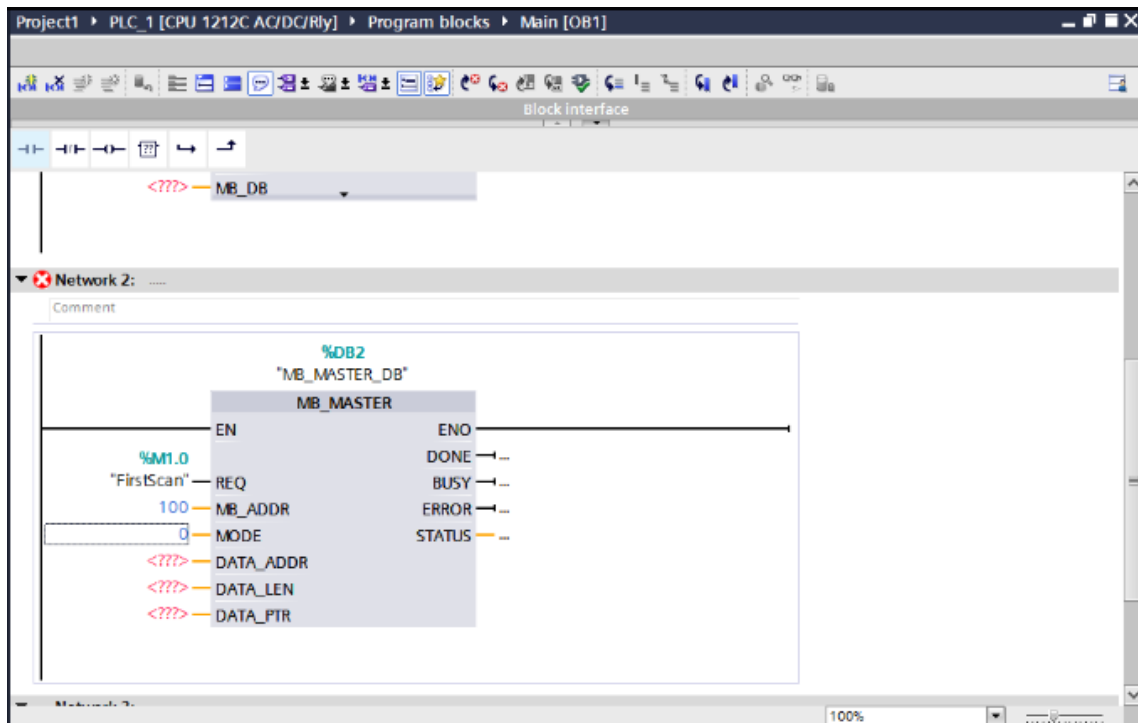 Project1 ▸ PLC_1 [CPU 1212C AC/DC/Rly] ▸ Program blocks ▸ Main [OB1]
Block interface
<???> MB_DB
Network 2: .....
Comment
%DB2
"MB_MASTER_DB"
MB_MASTER
EN ENO
%M1.0 DONE ...
"FirstScan" REQ BUSY ...
100 MB_ADDR ERROR ...
0 MODE STATUS ...
<???> DATA_ADDR
<???> DATA_LEN
<???> DATA_PTR
100%